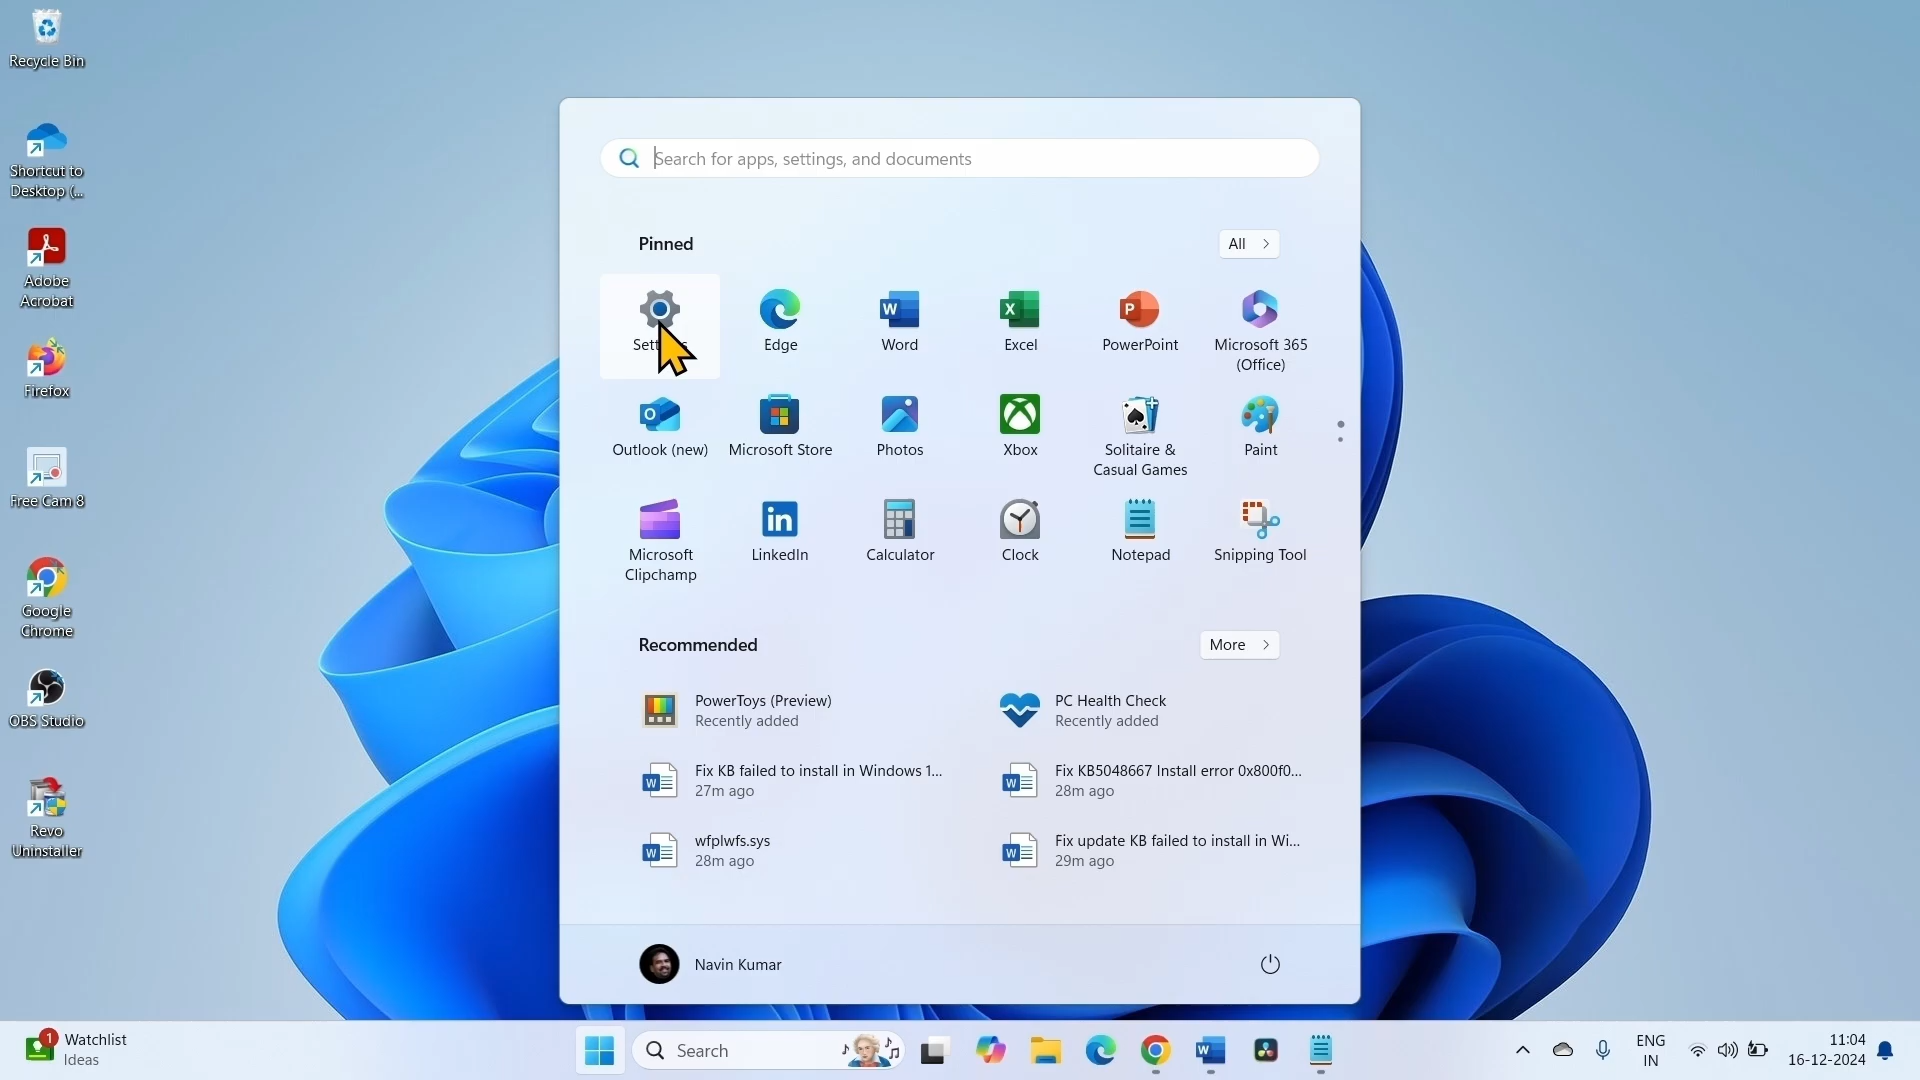 Recycle Bin
Shortcut to
Desktop (...
Adobe
Acrobat
Firefox
Free Cam 8
Google
Chrome
OBS Studio
Revo
Uninstaller
Search for apps, settings, and documents
Pinned
All
Edge
Word
Excel
PowerPoint
Microsoft 365
(Office)
Outlook (new)
Microsoft Store
Photos
Xbox
Solitaire &
Casual Games
Paint
Microsoft
Clipchamp
LinkedIn
Calculator
Clock
Notepad
Snipping Tool
Recommended
More
PowerToys (Preview)
Recently added
PC Health Check
Recently added
Fix KB failed to install in Windows 1...
27m ago
Fix KB5048667 Install error 0x800f0...
28m ago
wfplwfs.sys
28m ago
Fix update KB failed to install in Wi...
29m ago
Navin Kumar
1
Watchlist
Ideas
Search
ENG
IN
11:04
16-12-2024